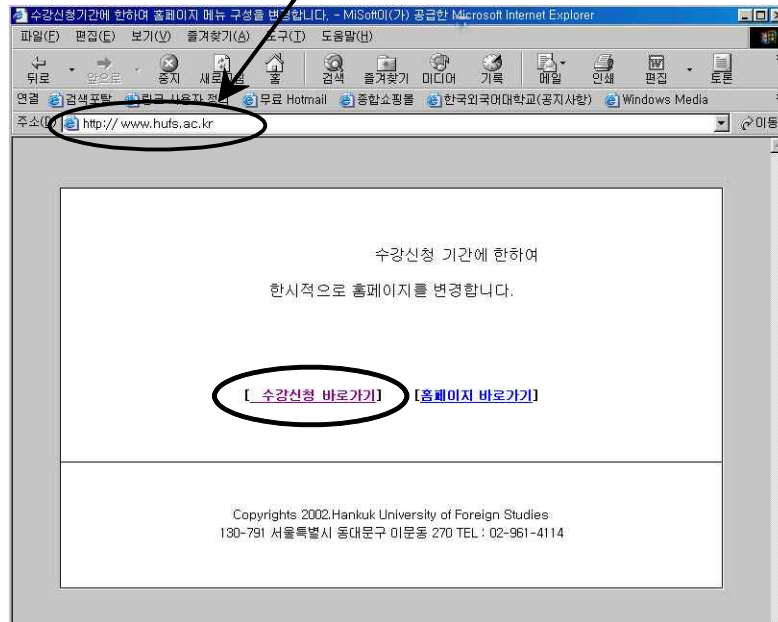 수강신청기간에 한하여 홈페이지 메뉴 구성을 변경합니다. - MiSoft이(가) 공급한 Microsoft Internet Explorer
파일(F) 편집(E) 보기(V) 즐겨찾기(A) 도구(T) 도움말(H)
뒤로 앞으로 중지 새로고침 홈 검색 즐겨찾기 미디어 기록 메일 인쇄 편집 토론
연결 검색포탈 링크 사용자 정의 무료 Hotmail 종합쇼핑몰 한국외국어대학교(공지사항) Windows Media
주소(D) http://www.hufs.ac.kr 이동
수강신청 기간에 한하여
한시적으로 홈페이지를 변경합니다.
[ 수강신청 바로가기] [홈페이지 바로가기]
Copyrights 2002.Hankuk University of Foreign Studies
130-791 서울특별시 동대문구 이문동 270 TEL : 02-961-4114